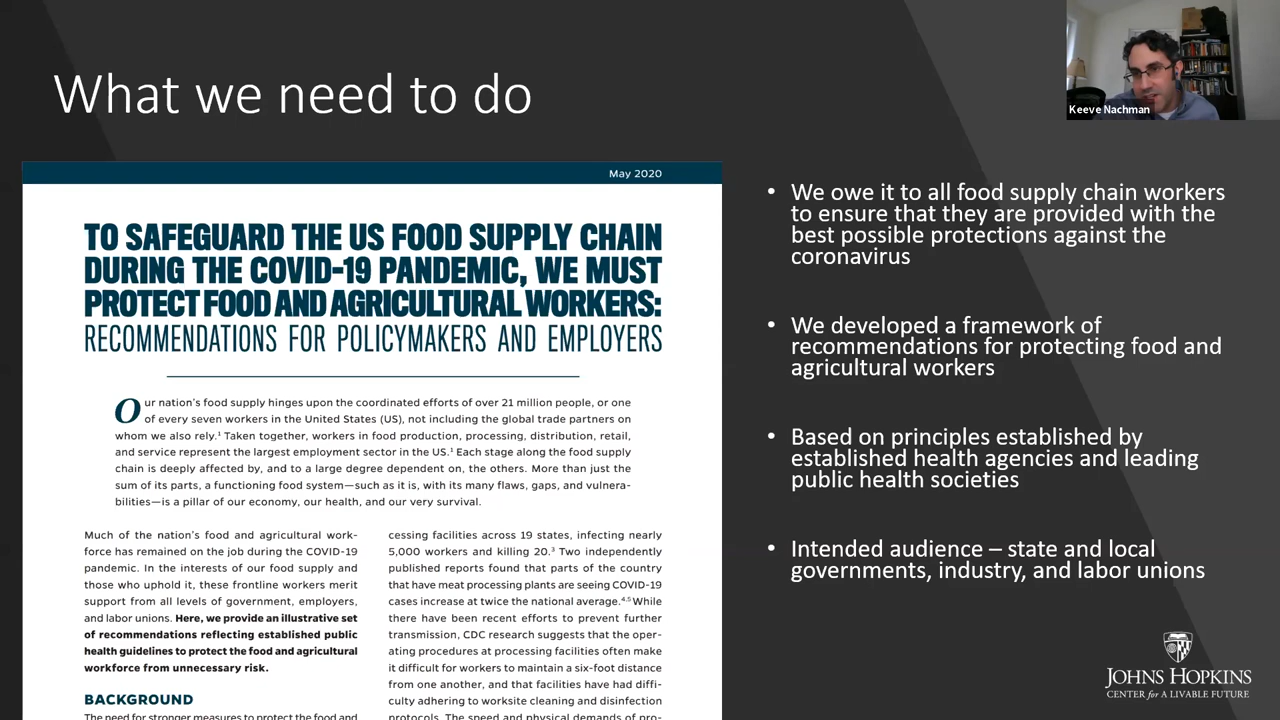 What we need to do
Keeve Nachman
May 2020
TO SAFEGUARD THE US FOOD SUPPLY CHAIN
DURING THE COVID-19 PANDEMIC, WE MUST
PROTECT FOOD AND AGRICULTURAL WORKERS:
RECOMMENDATIONS FOR POLICYMAKERS AND EMPLOYERS
Our nation's food supply hinges upon the coordinated efforts of over 21 million people, or one
of every seven workers in the United States (US), not including the global trade partners on
whom we also rely.¹ Taken together, workers in food production, processing, distribution, retail,
and service represent the largest employment sector in the US.¹ Each stage along the food supply
chain is deeply affected by, and to a large degree dependent on, the others. More than just the
sum of its parts, a functioning food system—such as it is, with its many flaws, gaps, and vulnera-
bilities—is a pillar of our economy, our health, and our very survival.
Much of the nation's food and agricultural work-
force has remained on the job during the COVID-19
pandemic. In the interests of our food supply and
those who uphold it, these frontline workers merit
support from all levels of government, employers,
and labor unions. Here, we provide an illustrative set
of recommendations reflecting established public
health guidelines to protect the food and agricultural
workforce from unnecessary risk.
BACKGROUND
The need for stronger measures to protect the food and
cessing facilities across 19 states, infecting nearly
5,000 workers and killing 20.³ Two independently
published reports found that parts of the country
that have meat processing plants are seeing COVID-19
cases increase at twice the national average.⁴,⁵ While
there have been recent efforts to prevent further
transmission, CDC research suggests that the oper-
ating procedures at processing facilities often make
it difficult for workers to maintain a six-foot distance
from one another, and that facilities have had diffi-
culty adhering to worksite cleaning and disinfection
protocols. The speed and physical demands of pro-
• We owe it to all food supply chain workers
to ensure that they are provided with the
best possible protections against the
coronavirus
• We developed a framework of
recommendations for protecting food and
agricultural workers
• Based on principles established by
established health agencies and leading
public health societies
• Intended audience – state and local
governments, industry, and labor unions
JOHNS HOPKINS
CENTER for A LIVABLE FUTURE